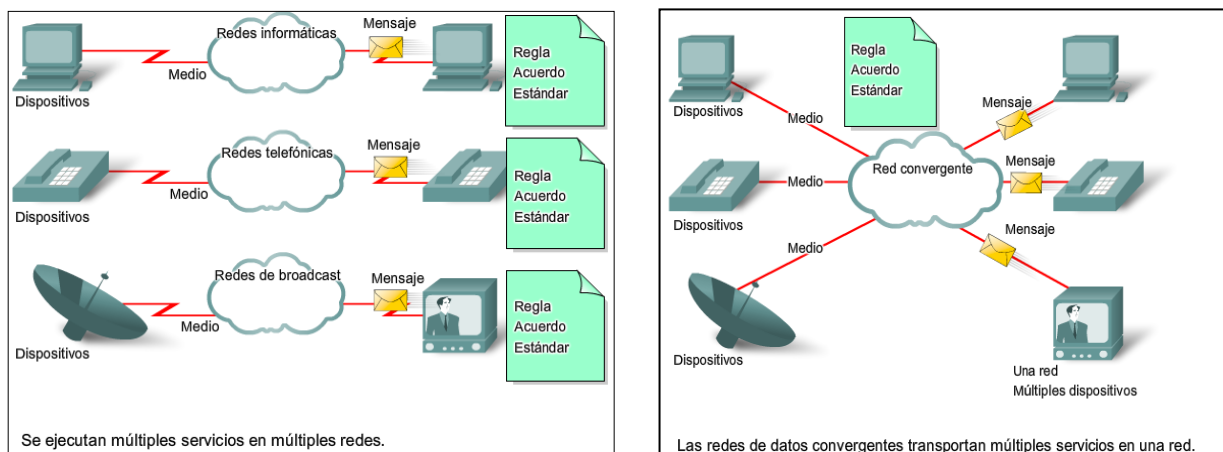 Redes informáticas
Mensaje
Medio
Dispositivos
Regla
Acuerdo
Estándar
Redes telefónicas
Mensaje
Medio
Dispositivos
Regla
Acuerdo
Estándar
Redes de broadcast
Mensaje
Medio
Dispositivos
Regla
Acuerdo
Estándar
Se ejecutan múltiples servicios en múltiples redes.
Regla
Acuerdo
Estándar
Dispositivos
Medio
Mensaje
Red convergente
Medio
Mensaje
Dispositivos
Medio
Mensaje
Dispositivos
Una red
Múltiples dispositivos
Las redes de datos convergentes transportan múltiples servicios en una red.